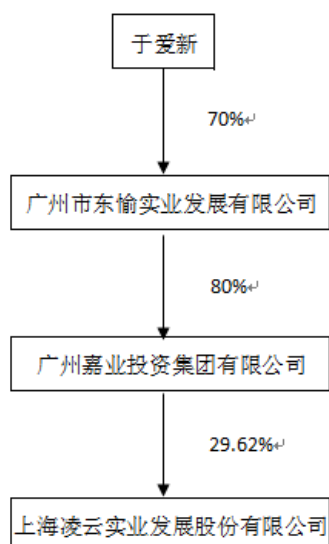 于爱新
70%↵
广州市东愉实业发展有限公司
80%↵
广州嘉业投资集团有限公司
29.62%↵
上海凌云实业发展股份有限公司